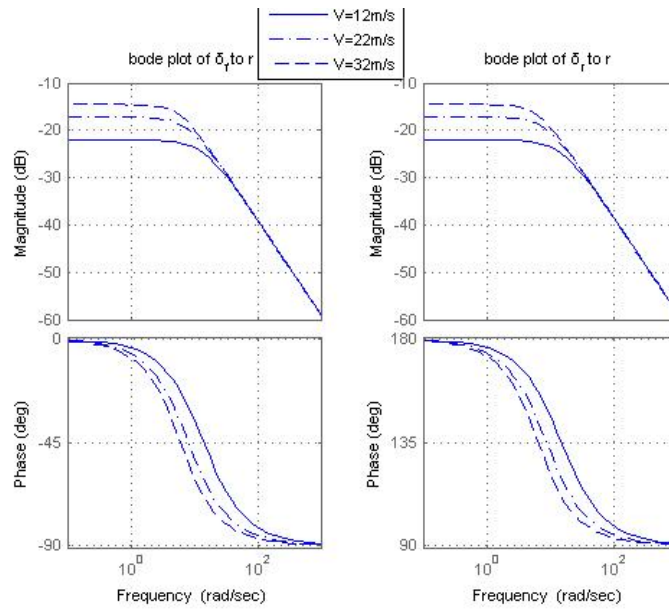 V=12m/s
V=22m/s
V=32m/s
bode plot of δr to r
bode plot of δr to r
Magnitude (dB)
-10
-20
-30
-40
-50
-60
Magnitude (dB)
-10
-20
-30
-40
-50
-60
Phase (deg)
0
-45
-90
10^0
10^2
Frequency (rad/sec)
Phase (deg)
180
135
90
10^0
10^2
Frequency (rad/sec)